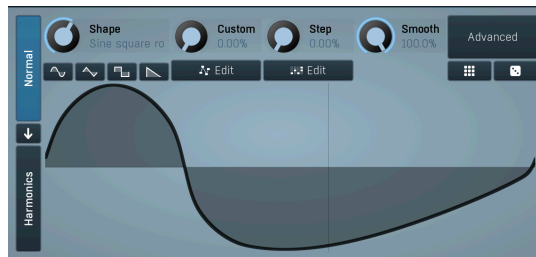 Shape
Sine square ro
Custom
0.00%
Step
0.00%
Smooth
100.0%
Advanced
Normal
Edit
Edit
Harmonics